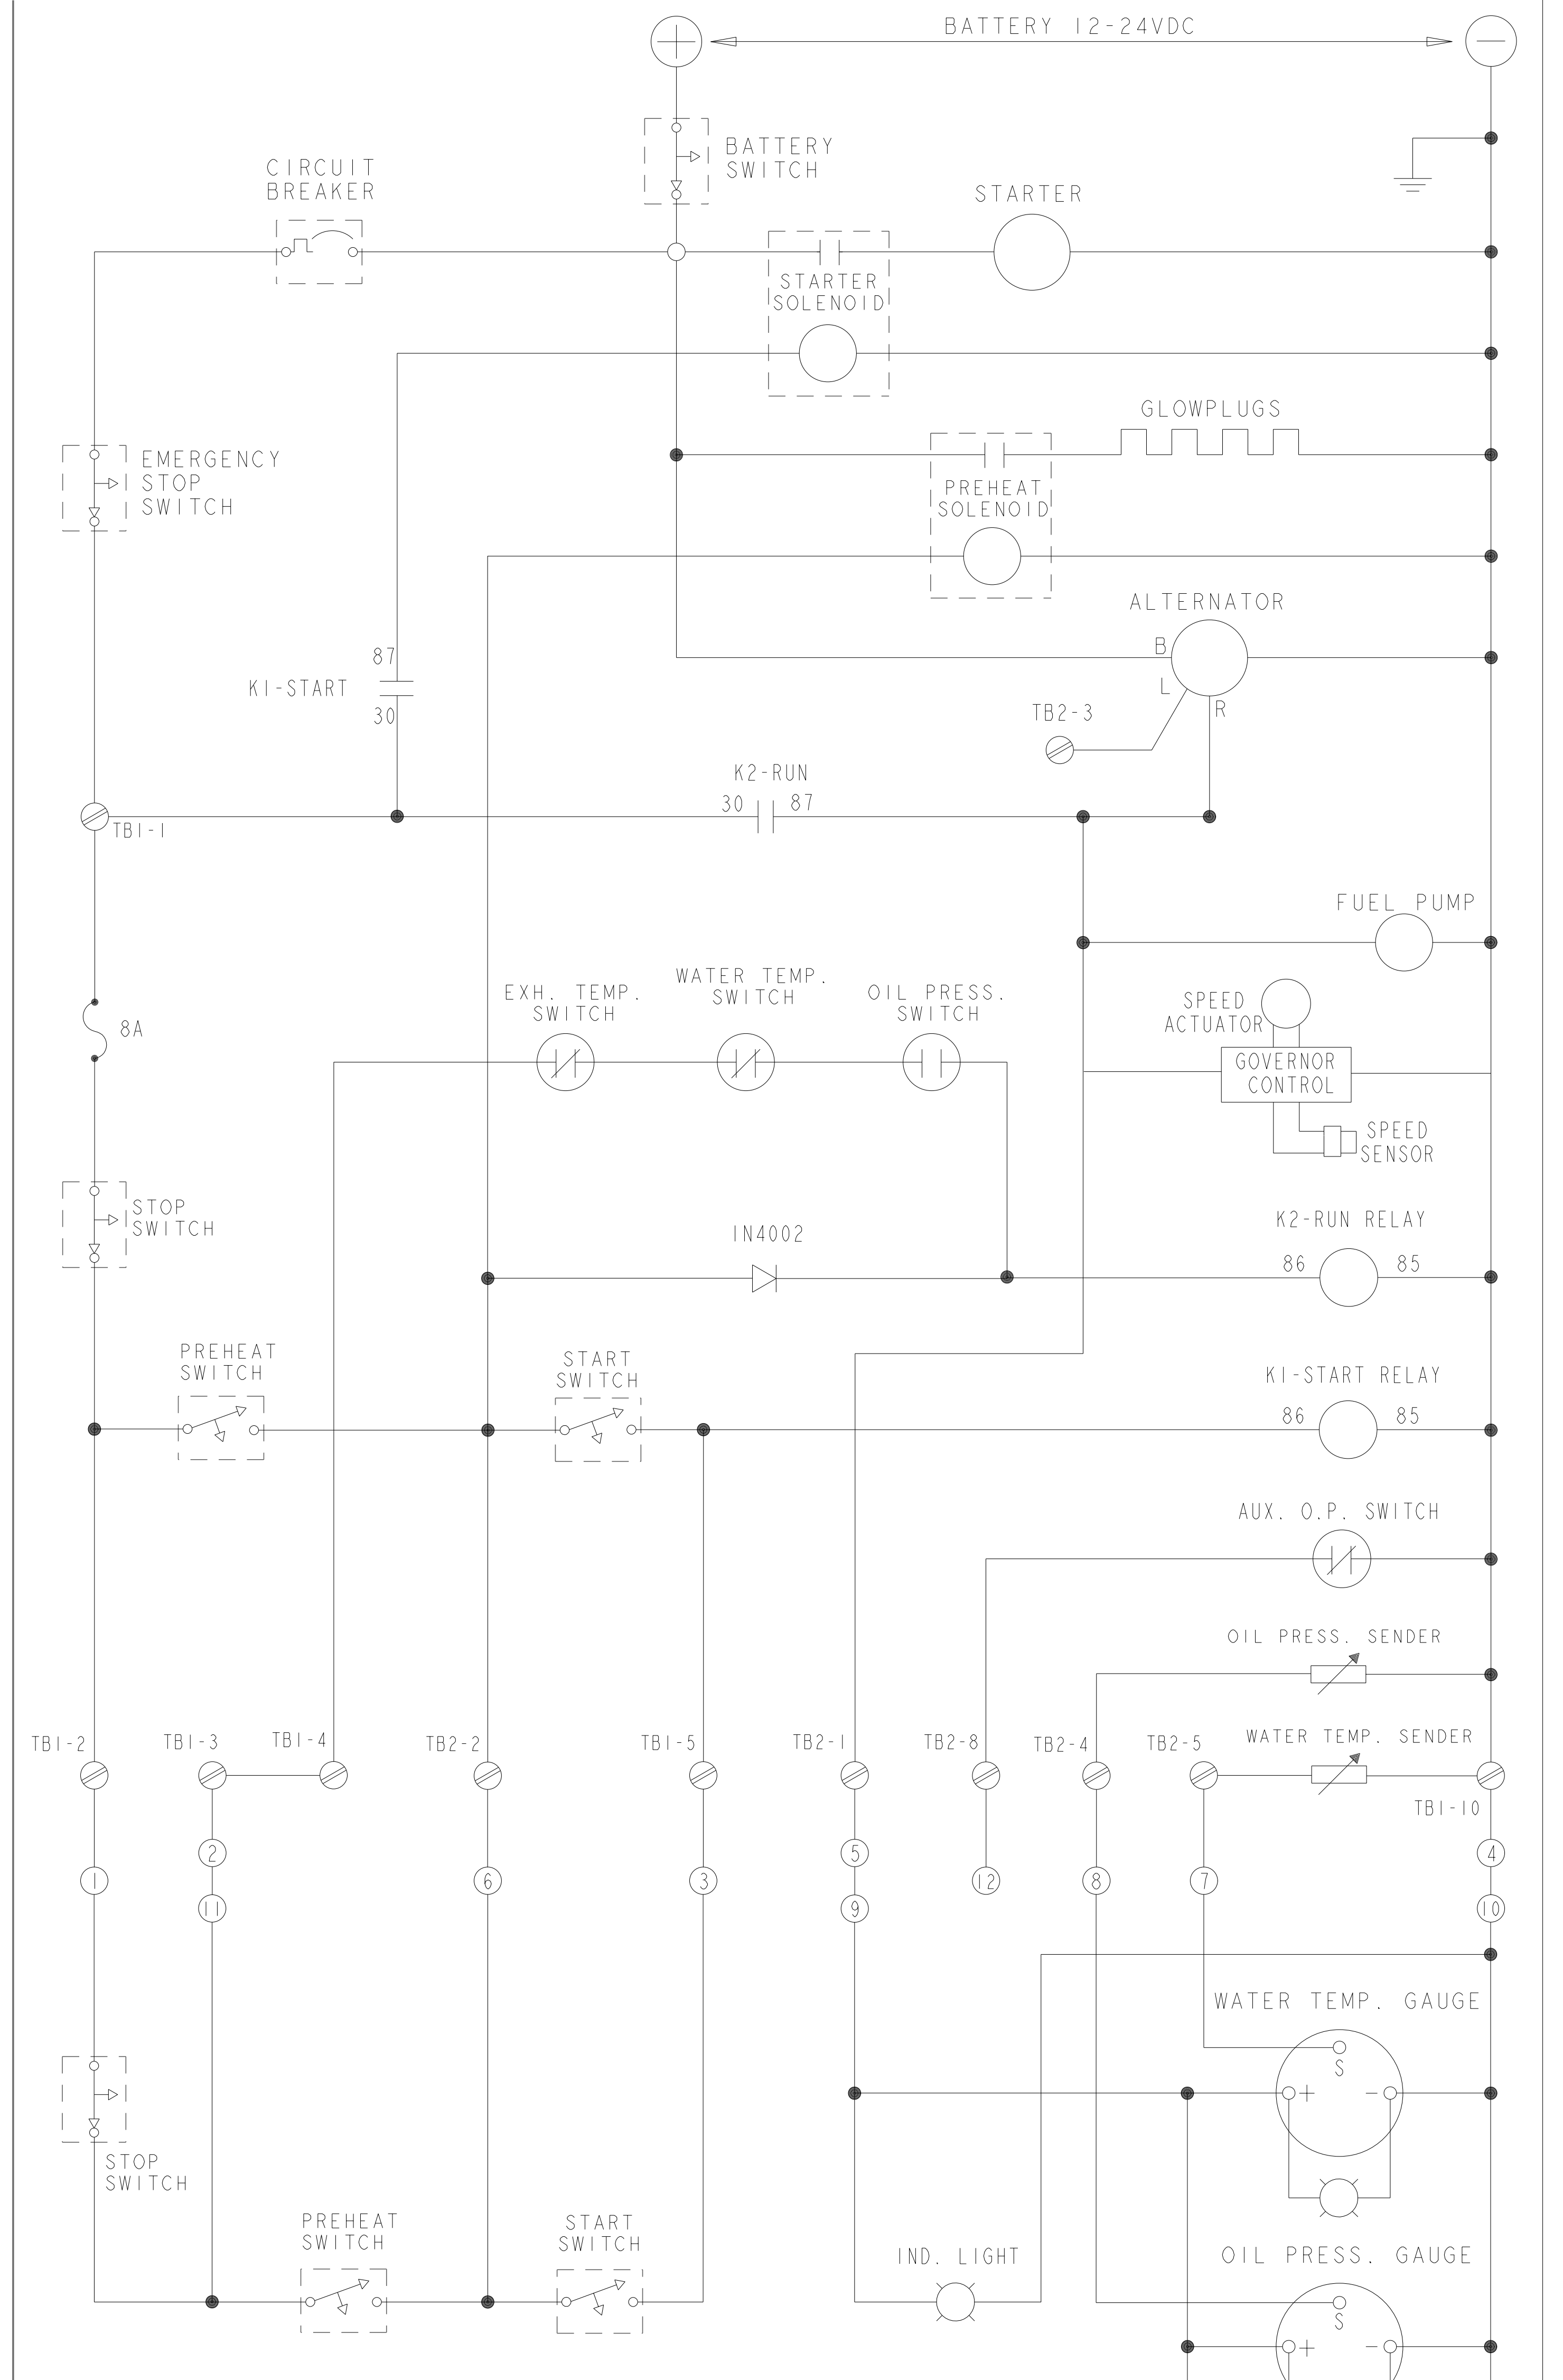 BATTERY 12-24VDC
BATTERY
SWITCH
CIRCUIT
BREAKER
STARTER
STARTER
SOLENOID
GLOWPLUGS
EMERGENCY
STOP
SWITCH
PREHEAT
SOLENOID
ALTERNATOR
B
L
R
87
K1-START
30
TB2-3
K2-RUN
30
87
TB1-1
FUEL PUMP
EXH. TEMP.
SWITCH
WATER TEMP.
SWITCH
OIL PRESS.
SWITCH
SPEED
ACTUATOR
8A
GOVERNOR
CONTROL
SPEED
SENSOR
STOP
SWITCH
IN4002
K2-RUN RELAY
86
85
PREHEAT
SWITCH
START
SWITCH
K1-START RELAY
86
85
AUX. O.P. SWITCH
OIL PRESS. SENDER
TB1-2
TB1-3
TB1-4
TB2-2
TB1-5
TB2-1
TB2-8
TB2-4
TB2-5
WATER TEMP. SENDER
TB1-10
2
5
4
1
6
3
12
8
7
11
9
10
WATER TEMP. GAUGE
S
+
-
STOP
SWITCH
PREHEAT
SWITCH
START
SWITCH
IND. LIGHT
OIL PRESS. GAUGE
S
+
-